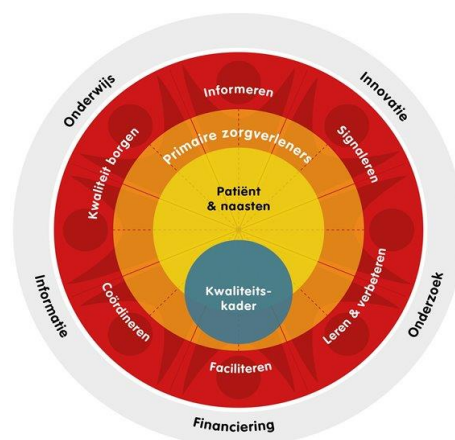 Onderwijs
Innovatie
Informeren
Kwaliteit borgen
Signaleren
Primaire zorgverleners
Patiënt
& naasten
Kwaliteits-
kader
Informatie
Coördineren
Leren & verbeteren
Onderzoek
Faciliteren
Financiering